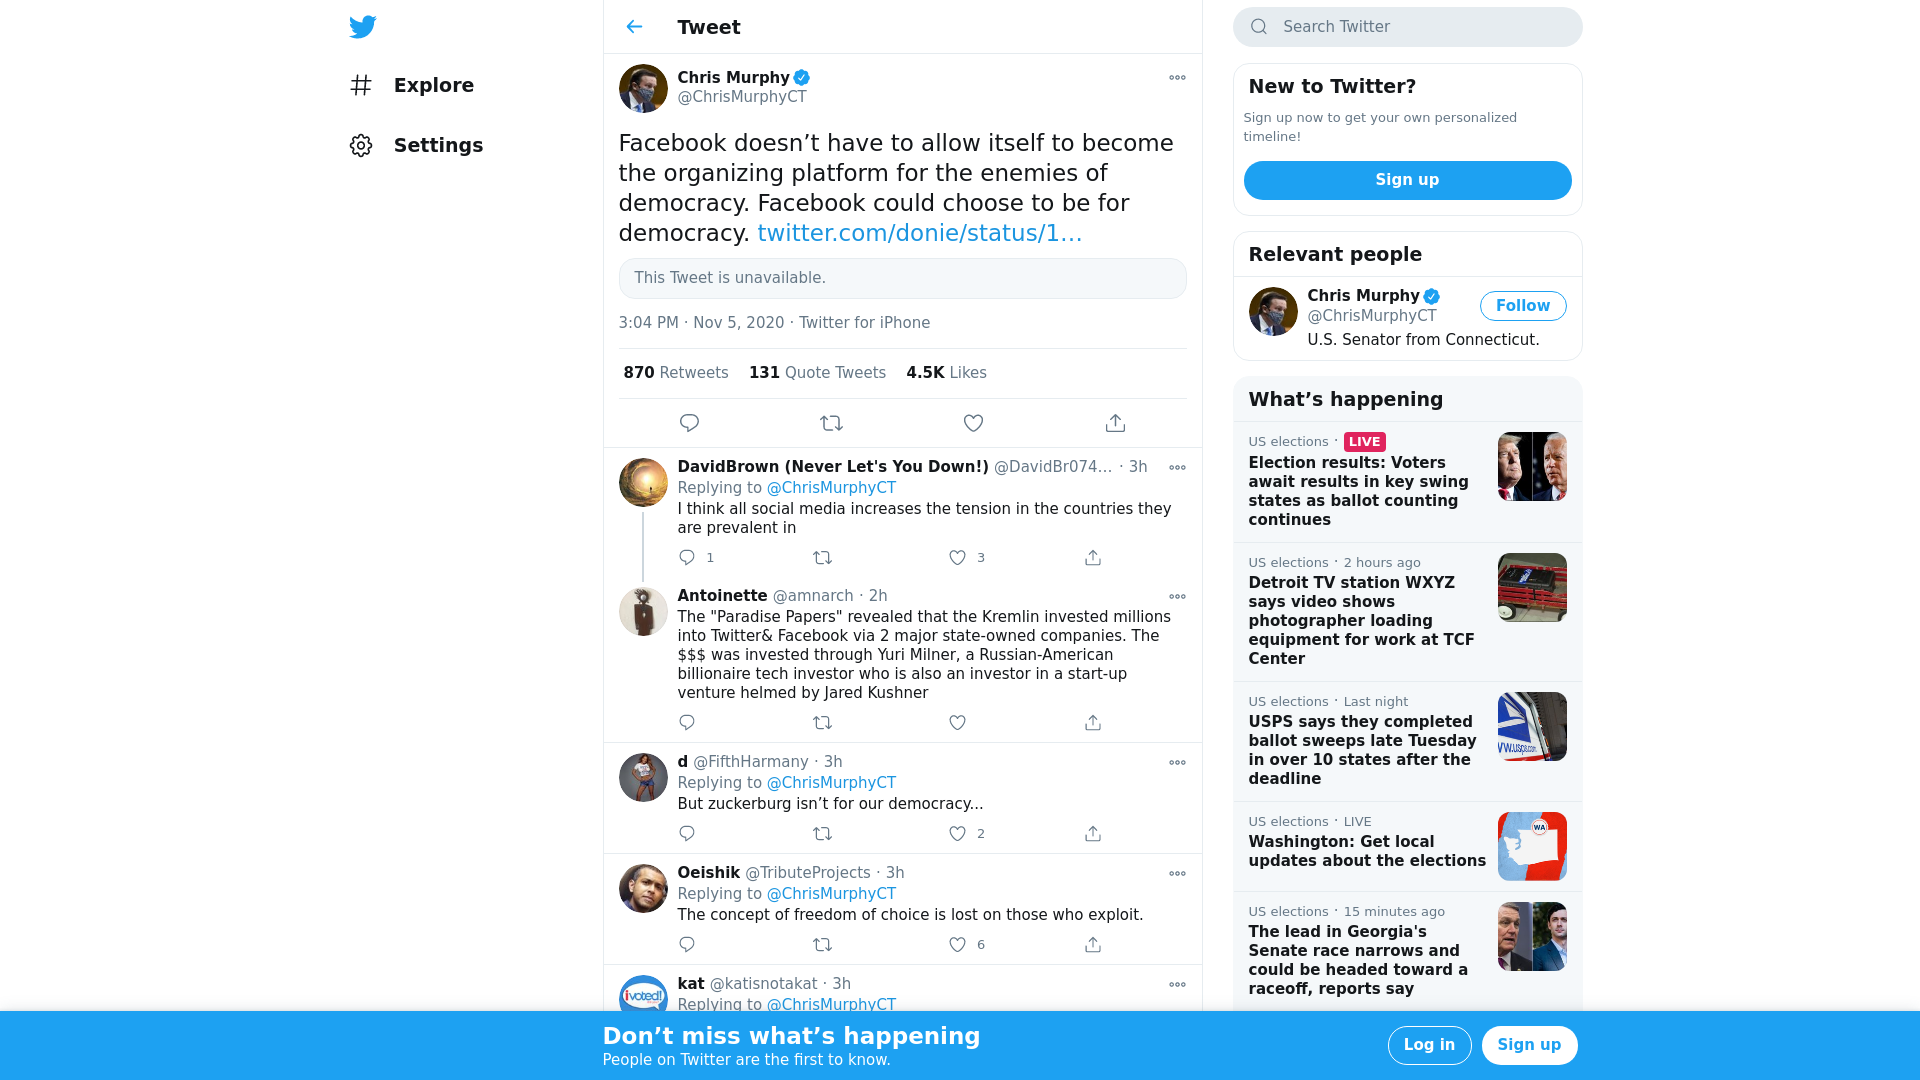 Explore
Settings
Tweet
Chris Murphy
@ChrisMurphyCT
Facebook doesn’t have to allow itself to become
the organizing platform for the enemies of
democracy. Facebook could choose to be for
democracy. twitter.com/donie/status/1…
This Tweet is unavailable.
3:04 PM · Nov 5, 2020 · Twitter for iPhone
870 Retweets 131 Quote Tweets 4.5K Likes
DavidBrown (Never Let's You Down!) @DavidBr074… · 3h
Replying to @ChrisMurphyCT
I think all social media increases the tension in the countries they
are prevalent in
1 3
Antoinette @amnarch · 2h
The "Paradise Papers" revealed that the Kremlin invested millions
into Twitter& Facebook via 2 major state-owned companies. The
$$$ was invested through Yuri Milner, a Russian-American
billionaire tech investor who is also an investor in a start-up
venture helmed by Jared Kushner
d @FifthHarmany · 3h
Replying to @ChrisMurphyCT
But zuckerburg isn’t for our democracy...
2
Oeishik @TributeProjects · 3h
Replying to @ChrisMurphyCT
The concept of freedom of choice is lost on those who exploit.
6
kat @katisnotakat · 3h
Replying to @ChrisMurphyCT
ivoted!
Search Twitter
New to Twitter?
Sign up now to get your own personalized
timeline!
Sign up
Relevant people
Chris Murphy
@ChrisMurphyCT
Follow
U.S. Senator from Connecticut.
What’s happening
US elections · LIVE
Election results: Voters
await results in key swing
states as ballot counting
continues
US elections · 2 hours ago
Detroit TV station WXYZ
says video shows
photographer loading
equipment for work at TCF
Center
US elections · Last night
USPS says they completed
ballot sweeps late Tuesday
in over 10 states after the
deadline
US elections · LIVE
Washington: Get local
updates about the elections
WA
US elections · 15 minutes ago
The lead in Georgia's
Senate race narrows and
could be headed toward a
raceoff, reports say
Don’t miss what’s happening
People on Twitter are the first to know.
Log in
Sign up